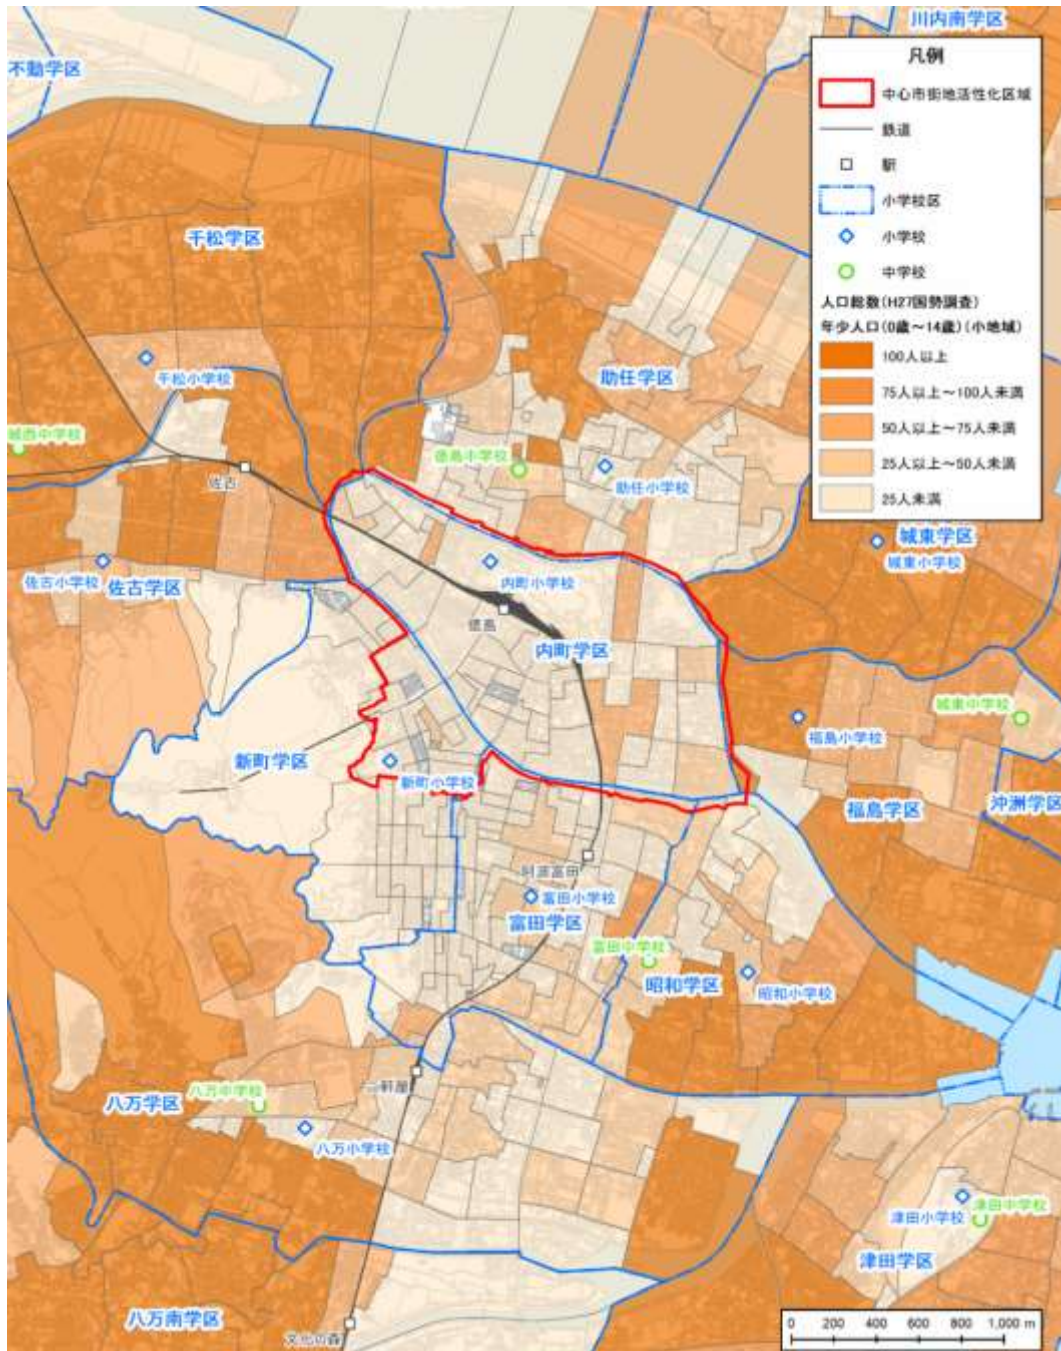 川内南学区
不動学区
凡例
中心市街地活性化区域
鉄道
駅
小学校区
小学校
中学校
人口総数(H27国勢調査)
年少人口(0歳～14歳)(小地域)
100人以上
75人以上～100人未満
50人以上～75人未満
25人以上～50人未満
25人未満
千松学区
千松小学校
助任学区
城西中学校
徳島小学校
助任小学校
佐古
城東学区
城東小学校
佐古小学校
佐古学区
内町小学校
徳島
内町学区
城東中学校
福島小学校
新町学区
新町小学校
福島学区
沖洲学区
阿波富田
富田小学校
富田学区
富田中学校
昭和学区
昭和小学校
二軒屋
八万中学校
八万学区
八万小学校
津田中学校
津田小学校
津田学区
八万南学区
文化の森
0 200 400 600 800 1,000 m